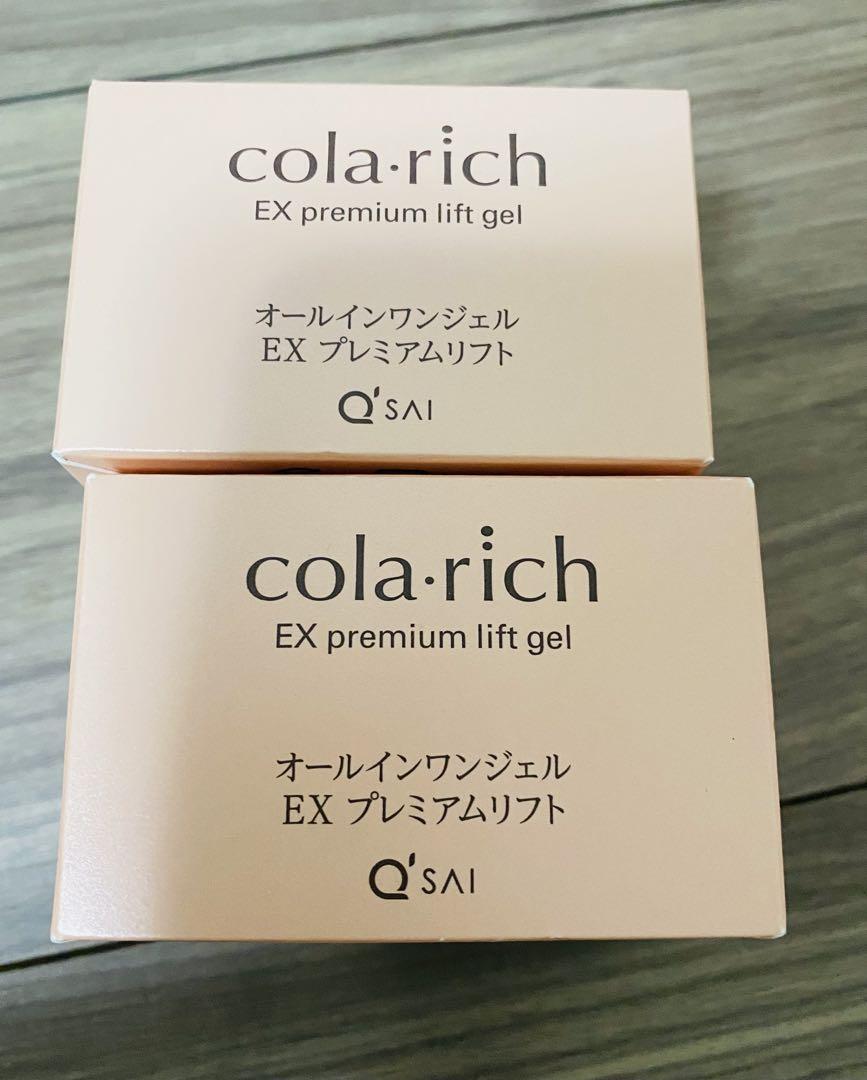 cola·rich
EX premium lift gel
オールインワンジェル
EX プレミアムリフト
Q'SAI
cola·rich
EX premium lift gel
オールインワンジェル
EX プレミアムリフト
Q'SAI